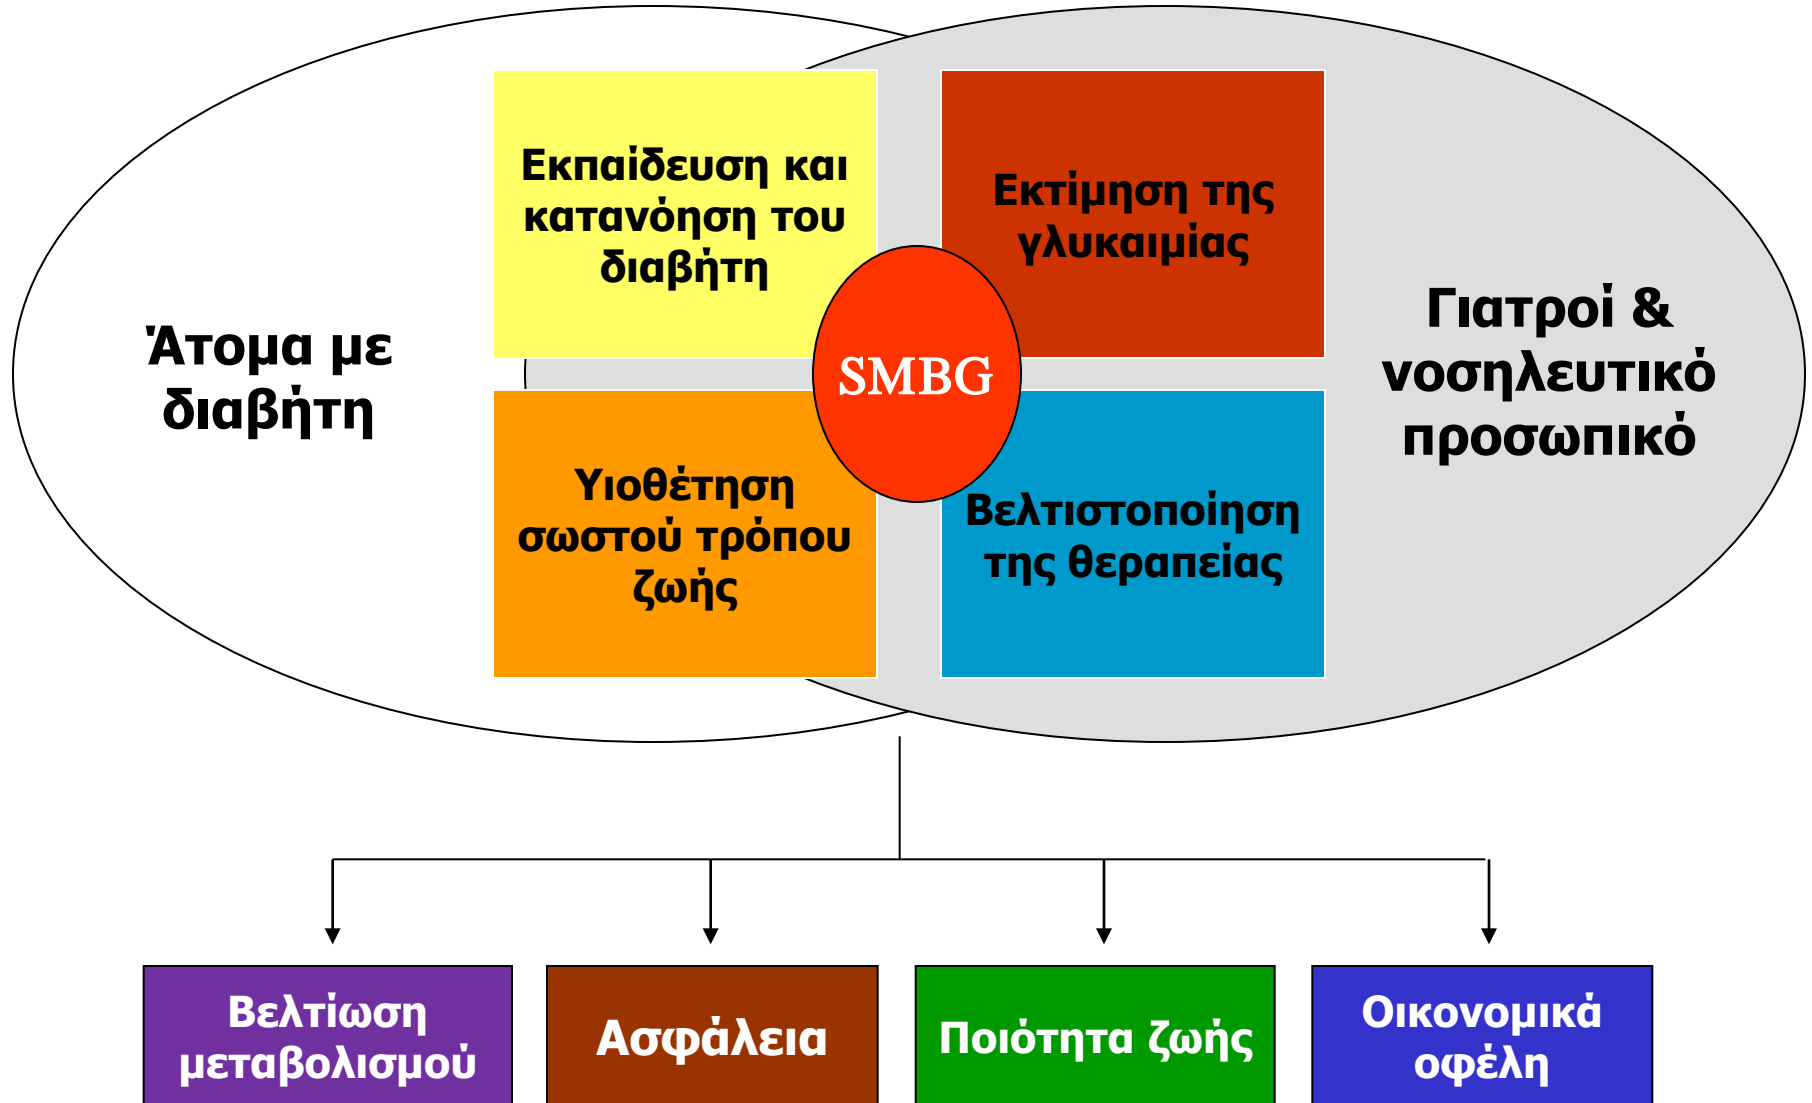 Άτομα με
διαβήτη
Εκπαίδευση και
κατανόηση του
διαβήτη
Εκτίμηση της
γλυκαιμίας
SMBG
Υιοθέτηση
σωστού τρόπου
ζωής
Βελτιστοποίηση
της θεραπείας
Γιατροί &
νοσηλευτικό
προσωπικό
Βελτίωση
μεταβολισμού
Ασφάλεια
Ποιότητα ζωής
Οικονομικά
οφέλη